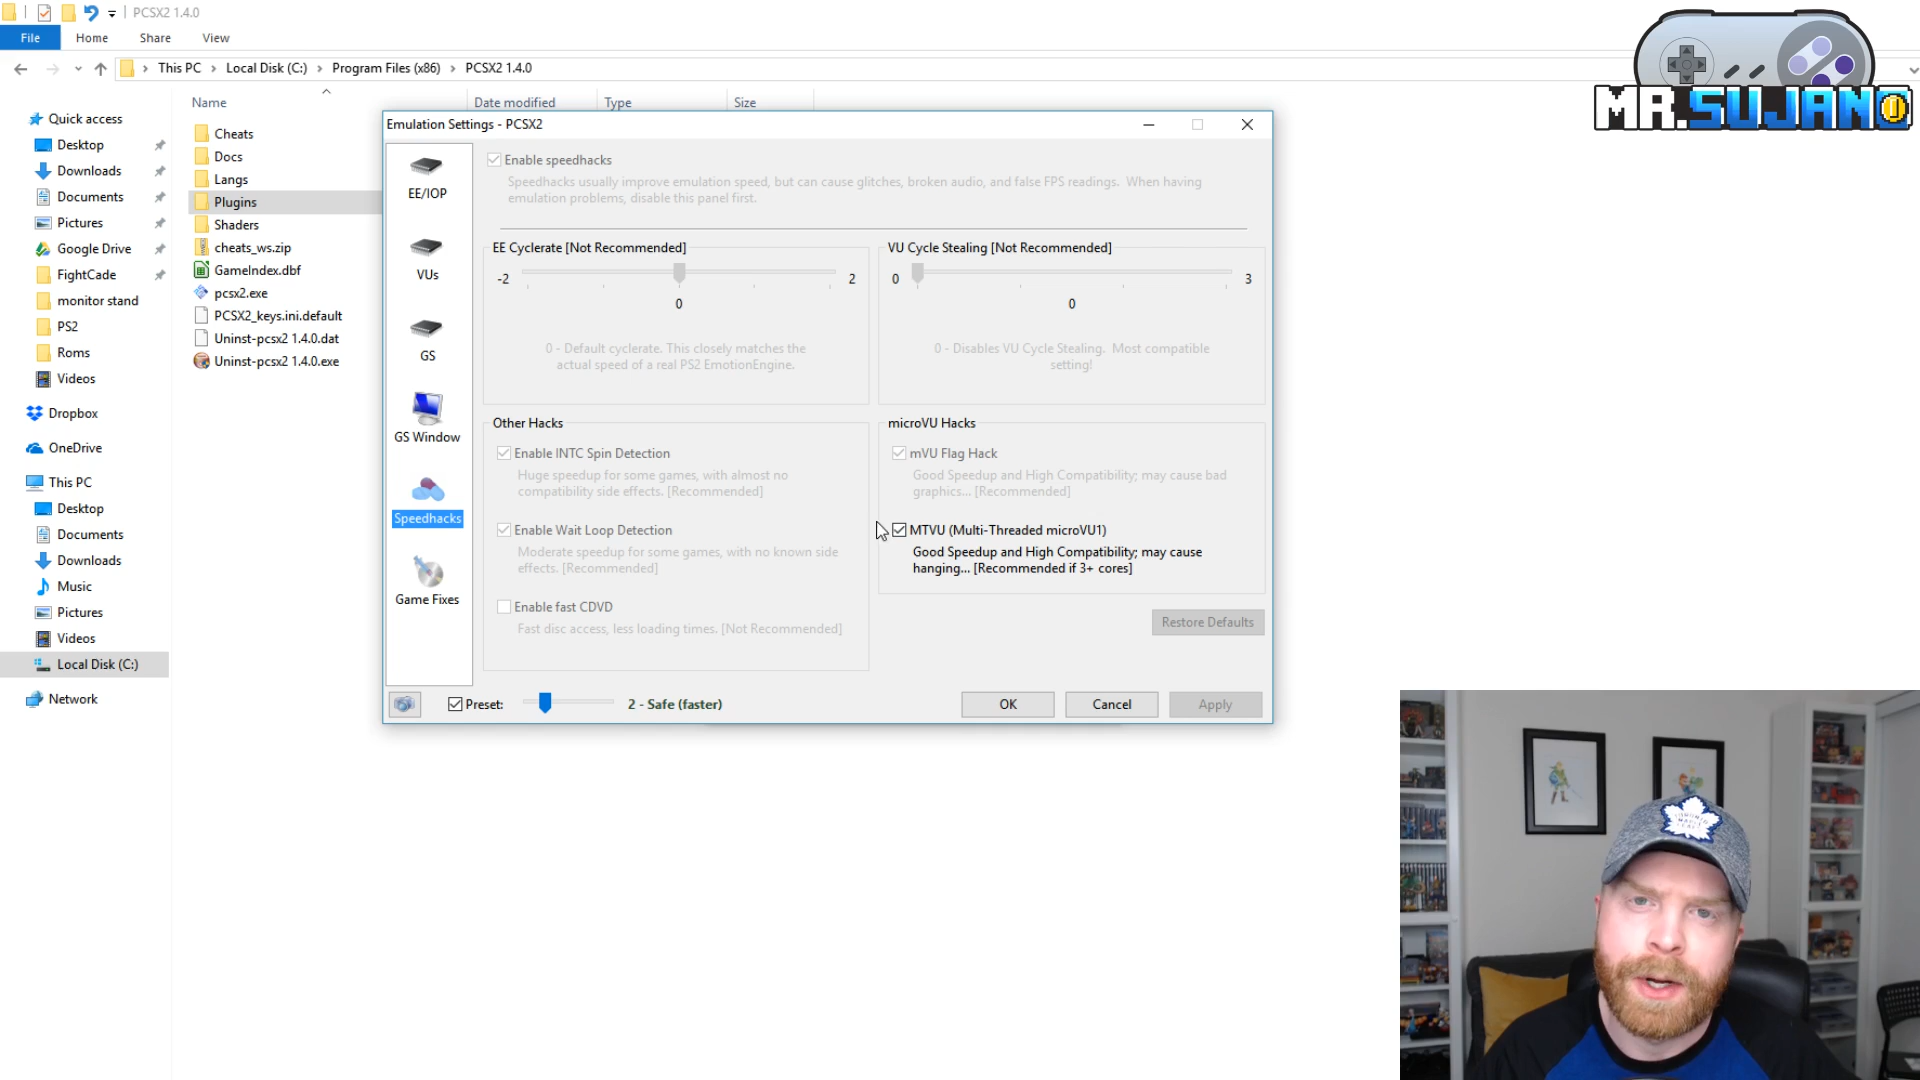 PCSX2 1.4.0
File
Home
Share
View
This PC
Local Disk (C:)
Program Files (x86)
PCSX2 1.4.0
MR.SUJANO
Name
Date modified
Type
Size
Quick access
Desktop
Downloads
Documents
Pictures
Google Drive
FightCade
monitor stand
PS2
Roms
Videos
Dropbox
OneDrive
This PC
Desktop
Documents
Downloads
Music
Pictures
Videos
Local Disk (C:)
Network
Cheats
Docs
Langs
Plugins
Shaders
cheats_ws.zip
GameIndex.dbf
pcsx2.exe
PCSX2_keys.ini.default
Uninst-pcsx2 1.4.0.dat
Uninst-pcsx2 1.4.0.exe
Emulation Settings - PCSX2
EE/IOP
VUs
GS
GS Window
Speedhacks
Game Fixes
Enable speedhacks
Speedhacks usually improve emulation speed, but can cause glitches, broken audio, and false FPS readings. When having
emulation problems, disable this panel first.
EE Cyclerate [Not Recommended]
-2
2
0
0 - Default cyclerate. This closely matches the
actual speed of a real PS2 EmotionEngine.
VU Cycle Stealing [Not Recommended]
0
3
0
0 - Disables VU Cycle Stealing. Most compatible
setting!
Other Hacks
Enable INTC Spin Detection
Huge speedup for some games, with almost no
compatibility side effects. [Recommended]
Enable Wait Loop Detection
Moderate speedup for some games, with no known side
effects. [Recommended]
Enable fast CDVD
Fast disc access, less loading times. [Not Recommended]
microVU Hacks
mVU Flag Hack
Good Speedup and High Compatibility; may cause bad
graphics... [Recommended]
MTVU (Multi-Threaded microVU1)
Good Speedup and High Compatibility; may cause
hanging... [Recommended if 3+ cores]
Restore Defaults
Preset:
2 - Safe (faster)
OK
Cancel
Apply
TORONTO
MAPLE
LEAFS